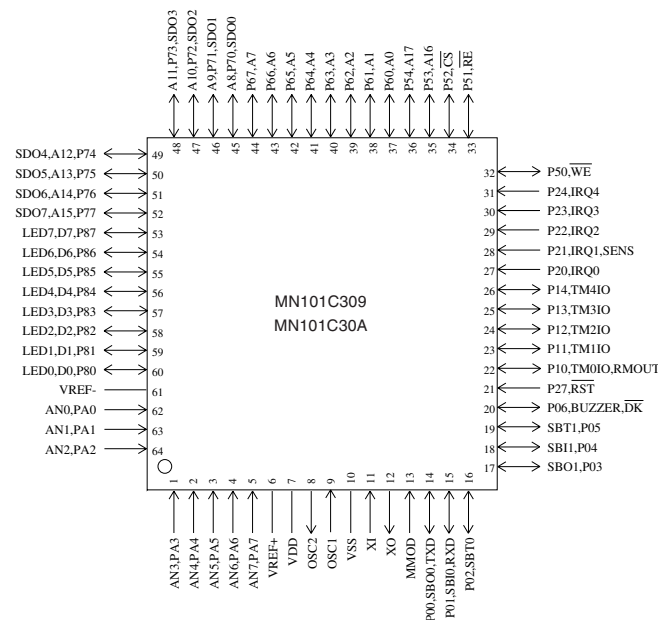 A11,P73,SDO3
A10,P72,SDO2
A9,P71,SDO1
A8,P70,SDO0
P67,A7
P66,A6
P65,A5
P64,A4
P63,A3
P62,A2
P61,A1
P60,A0
P54,A17
P53,A16
P52,CS
P51,RE
48 47 46 45 44 43 42 41 40 39 38 37 36 35 34 33
SDO4,A12,P74 49
SDO5,A13,P75 50
SDO6,A14,P76 51
SDO7,A15,P77 52
LED7,D7,P87 53
LED6,D6,P86 54
LED5,D5,P85 55
LED4,D4,P84 56
LED3,D3,P83 57
LED2,D2,P82 58
LED1,D1,P81 59
LED0,D0,P80 60
VREF- 61
AN0,PA0 62
AN1,PA1 63
AN2,PA2 64
MN101C309
MN101C30A
32 P50,WE
31 P24,IRQ4
30 P23,IRQ3
29 P22,IRQ2
28 P21,IRQ1,SENS
27 P20,IRQ0
26 P14,TM4IO
25 P13,TM3IO
24 P12,TM2IO
23 P11,TM1IO
22 P10,TM0IO,RMOUT
21 P27,RST
20 P06,BUZZER,DK
19 SBT1,P05
18 SBI1,P04
17 SBO1,P03
1 2 3 4 5 6 7 8 9 10 11 12 13 14 15 16
AN3,PA3
AN4,PA4
AN5,PA5
AN6,PA6
AN7,PA7
VREF+
VDD
OSC2
OSC1
VSS
XI
XO
MMOD
P00,SBO0,TXD
P01,SBI0,RXD
P02,SBT0